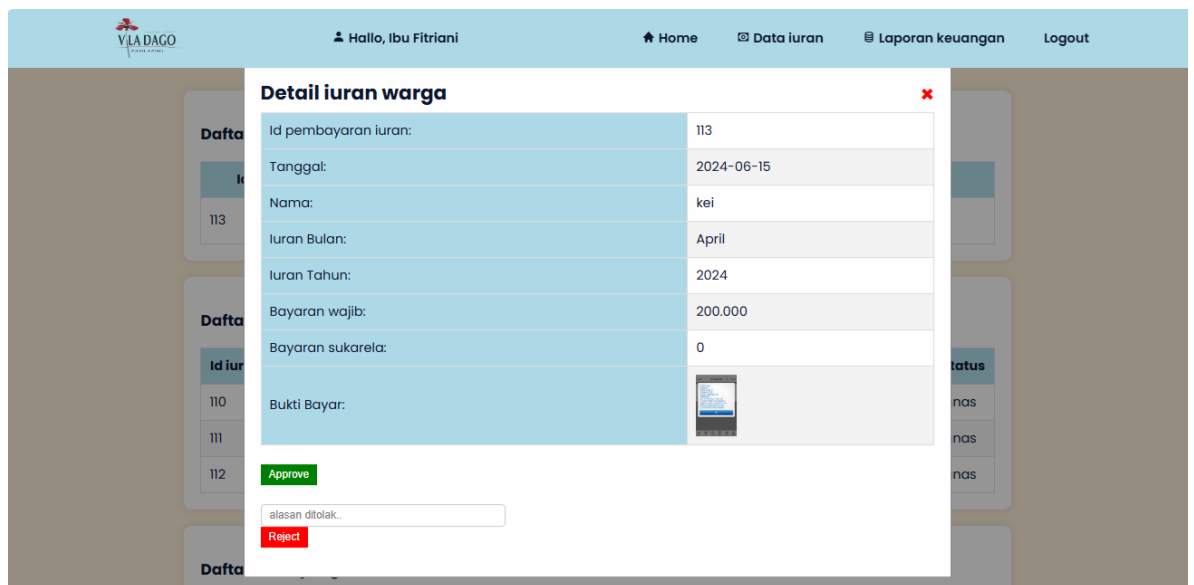 VILA DAGO
PAMULANG
Hallo, Ibu Fitriani
Home
Data iuran
Laporan keuangan
Logout
Detail iuran warga
Id pembayaran iuran: 113
Tanggal: 2024-06-15
Nama: kei
Iuran Bulan: April
Iuran Tahun: 2024
Bayaran wajib: 200.000
Bayaran sukarela: 0
Bukti Bayar:
Approve
alasan ditolak..
Reject
Dafta
113
Dafta
Id iur
tatus
110
nas
111
nas
112
nas
Dafta